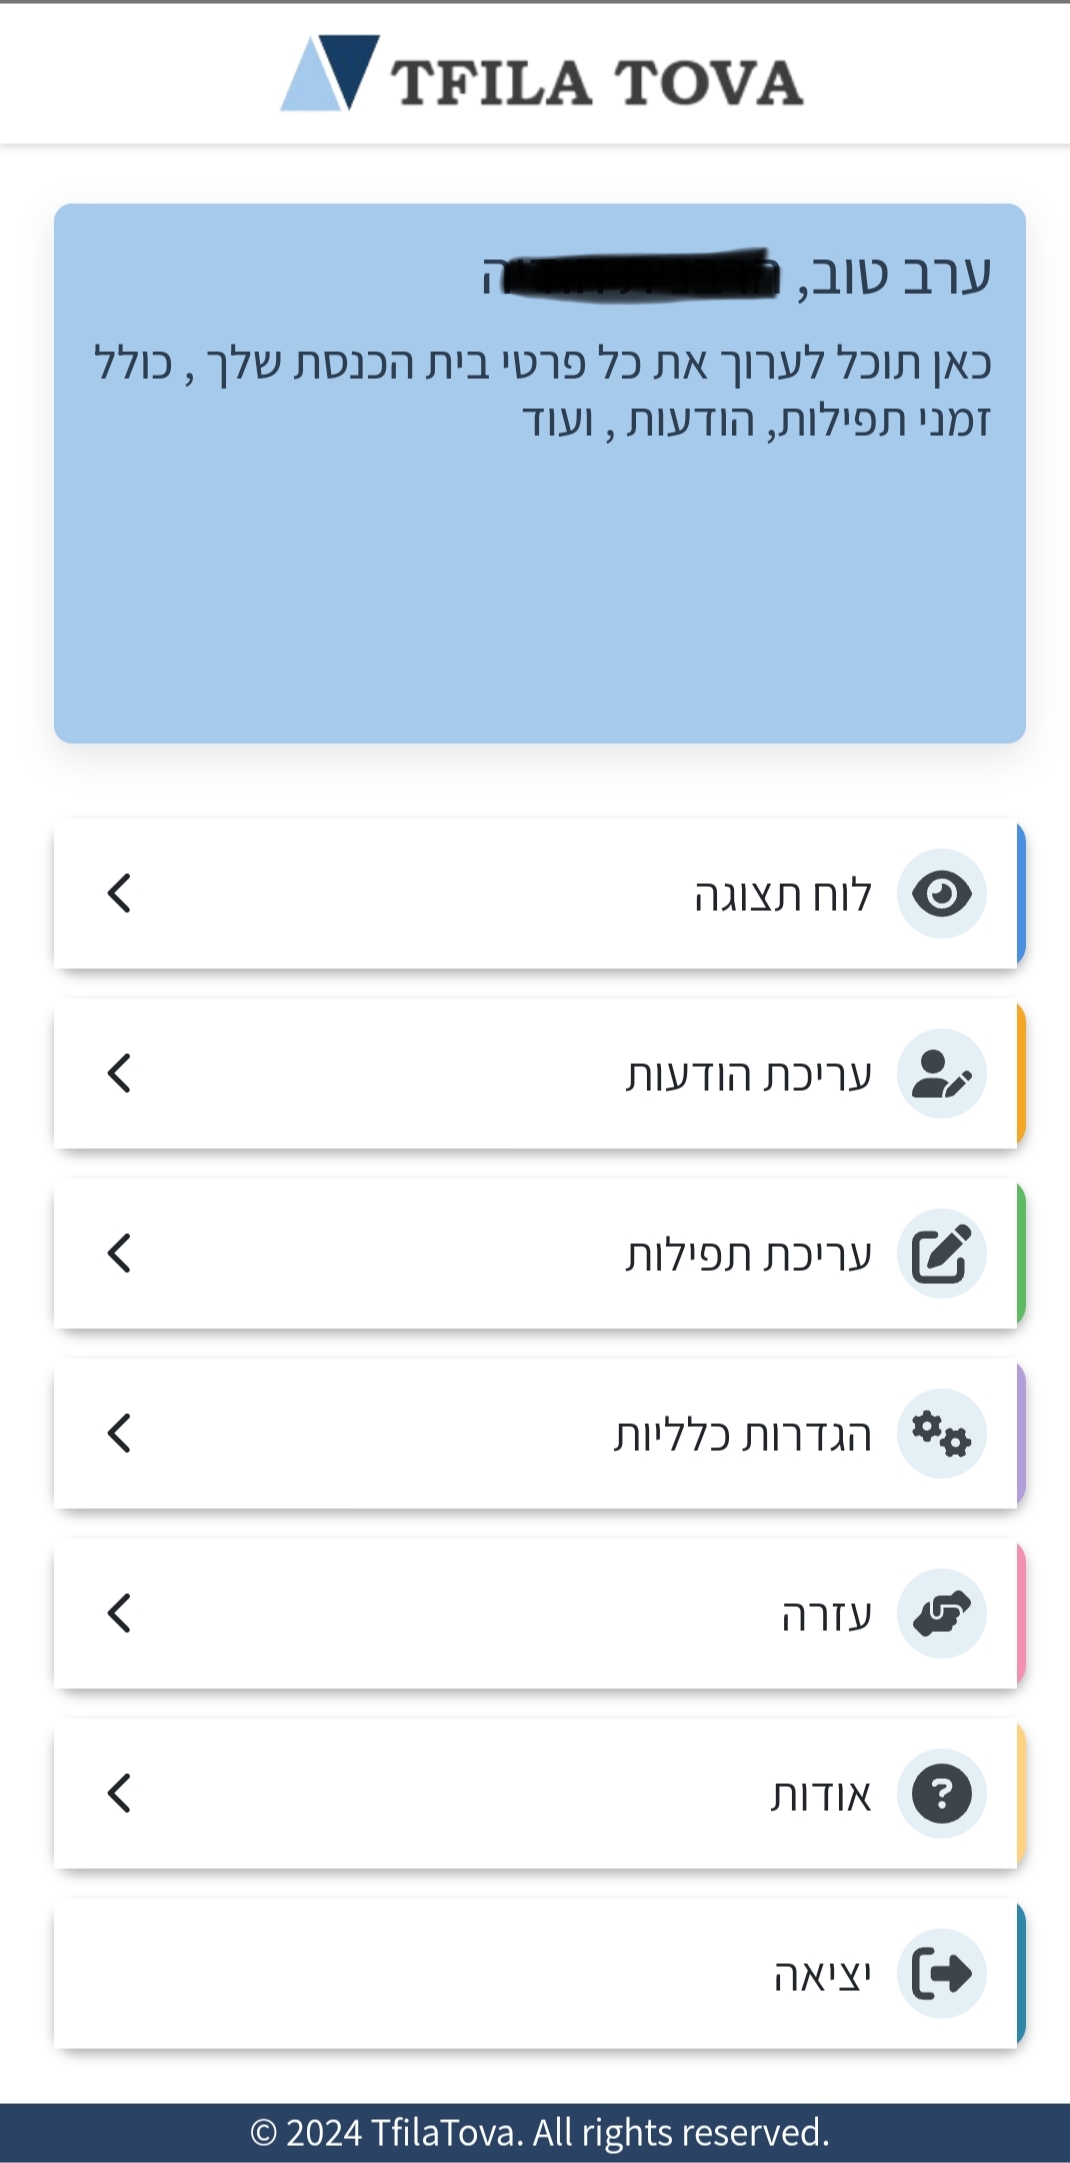 TFILA TOVA
ערב טוב,
כאן תוכל לערוך את כל פרטי בית הכנסת שלך , כולל
זמני תפילות, הודעות , ועוד
לוח תצוגה
עריכת הודעות
עריכת תפילות
הגדרות כלליות
עזרה
אודות
יציאה
© 2024 TfilaTova. All rights reserved.